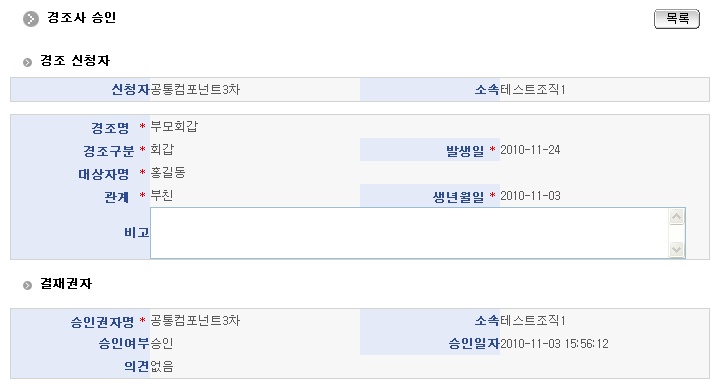 경조사 승인 목록
경조 신청자
신청자 공통컴포넌트3차 소속 테스트조직1
경조명 * 부모회갑
경조구분 * 회갑 발생일 * 2010-11-24
대상자명 * 홍길동
관계 * 부친 생년월일 * 2010-11-03
비고
결재권자
승인권자명 * 공통컴포넌트3차 소속 테스트조직1
승인여부 승인 승인일자 2010-11-03 15:56:12
의견 없음